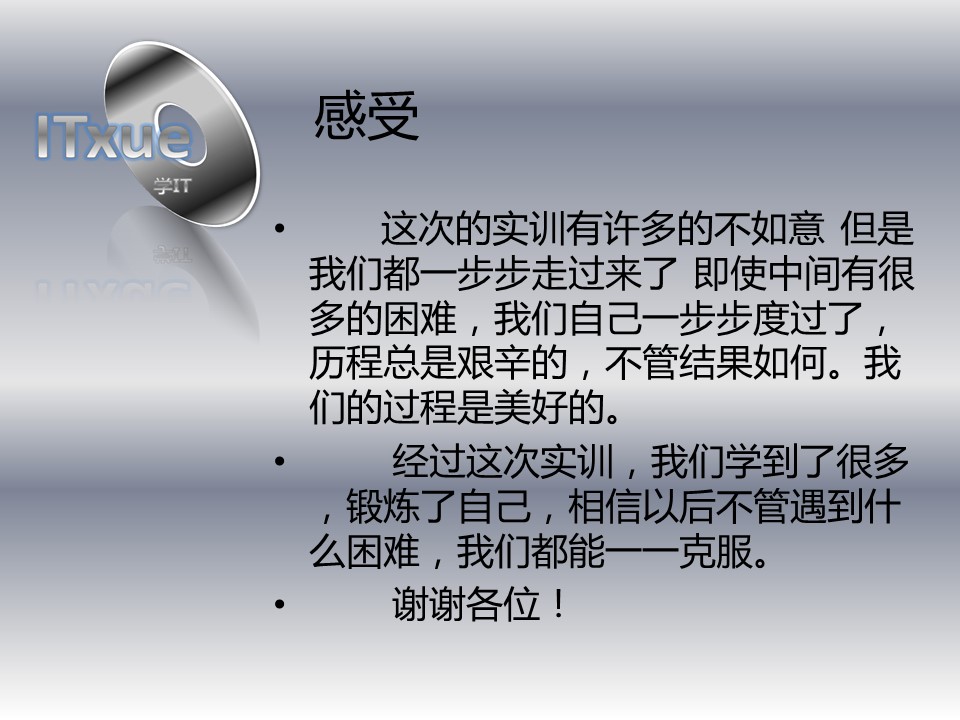 感受
ITxue
学IT
• 这次的实训有许多的不如意 但是
我们都一步步走过来了 即使中间有很
多的困难，我们自己一步步度过了，
历程总是艰辛的，不管结果如何。我
们的过程是美好的。
• 经过这次实训，我们学到了很多
，锻炼了自己，相信以后不管遇到什
么困难，我们都能一一克服。
• 谢谢各位！